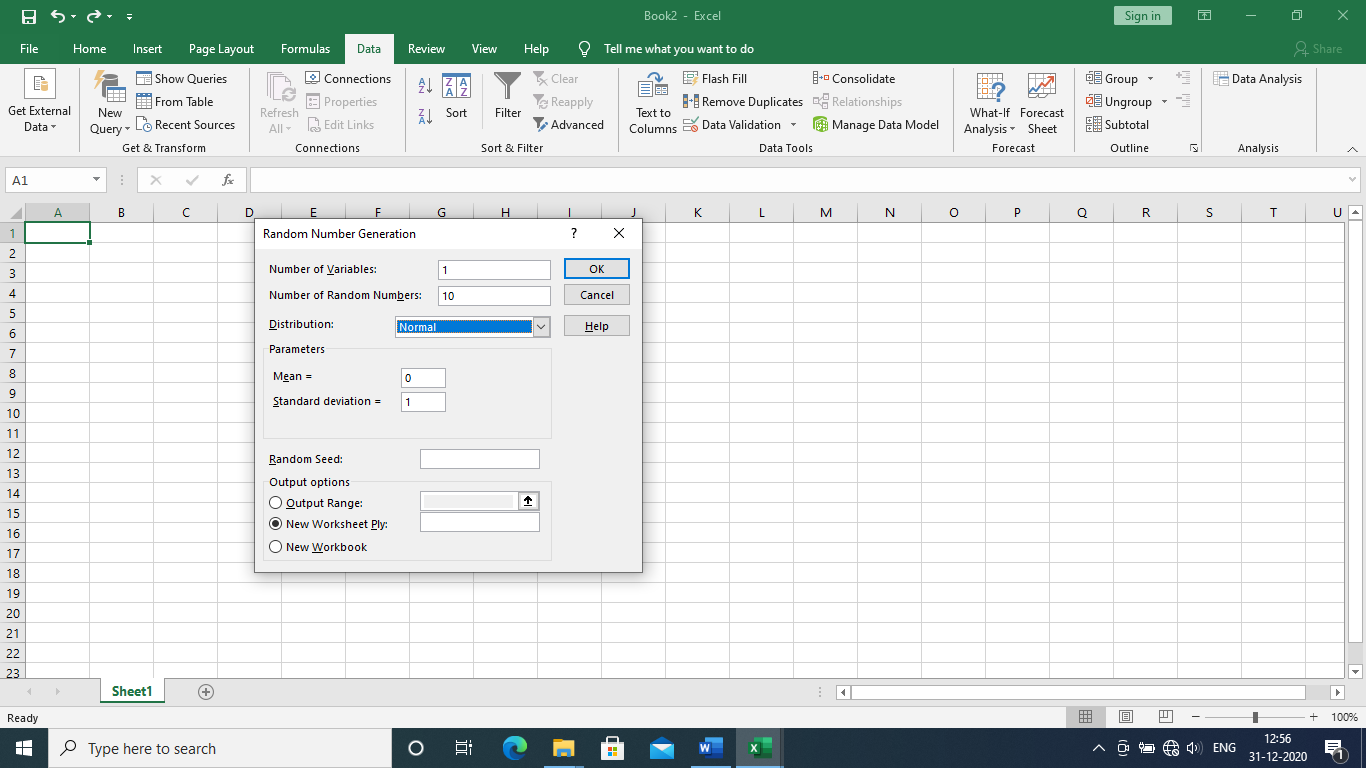 Book2 - Excel
Sign in
File Home Insert Page Layout Formulas Data Review View Help Tell me what you want to do Share
Get External Data
New Query
Show Queries
From Table
Recent Sources
Get & Transform
Refresh All
Connections
Properties
Edit Links
Connections
Sort
Filter
Clear
Reapply
Advanced
Sort & Filter
Text to Columns
Flash Fill
Remove Duplicates
Data Validation
Consolidate
Relationships
Manage Data Model
Data Tools
What-If Analysis
Forecast Sheet
Forecast
Group
Ungroup
Subtotal
Outline
Data Analysis
Analysis
A1 fx
A B C D E F G H I J K L M N O P Q R S T U
1
2
3
4
5
6
7
8
9
10
11
12
13
14
15
16
17
18
19
20
21
22
23
Random Number Generation ? 
Number of Variables: 1 OK
Number of Random Numbers: 10 Cancel
Distribution: Normal Help
Parameters
Mean = 0
Standard deviation = 1
Random Seed:
Output options
Output Range:
New Worksheet Ply:
New Workbook
Sheet1
Ready 100%
Type here to search
ENG
12:56
31-12-2020
1